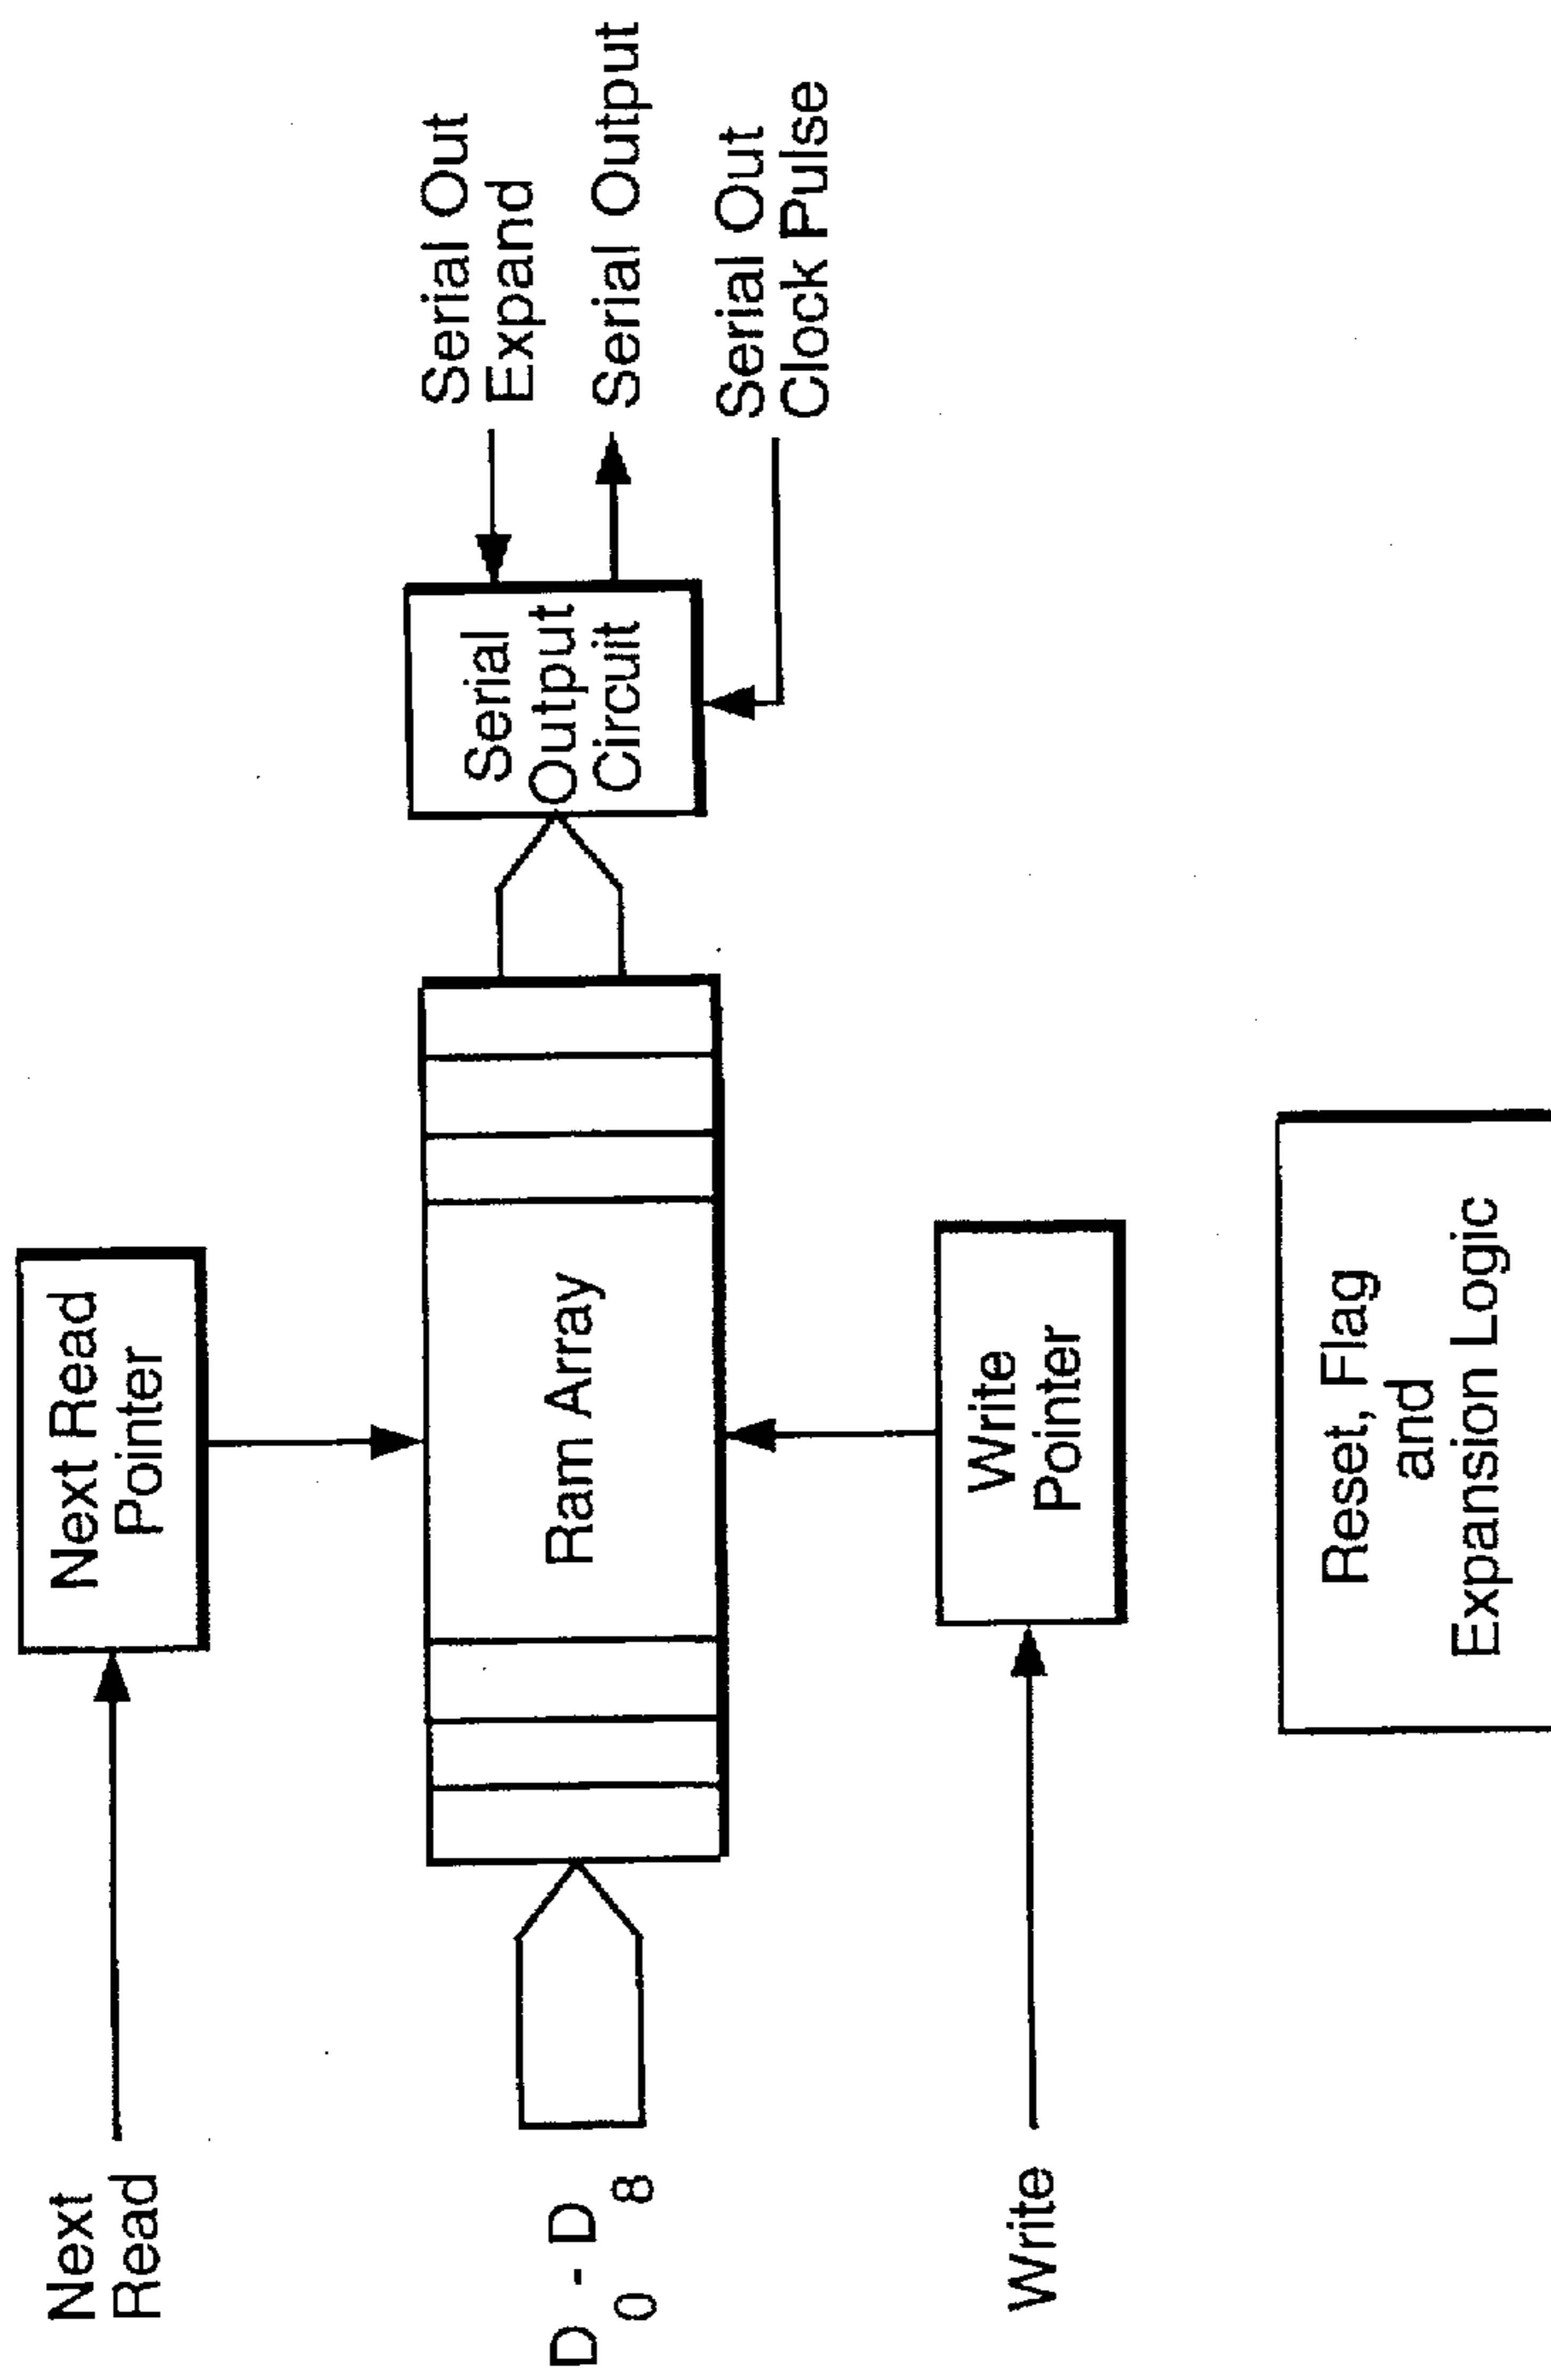 Next
Read
Next Read
Pointer
D0 - D8
Ram Array
Serial
Output
Circuit
Serial Out
Expand
Serial Output
Serial Out
Clock Pulse
Write
Write
Pointer
Reset, Flag
and
Expansion Logic